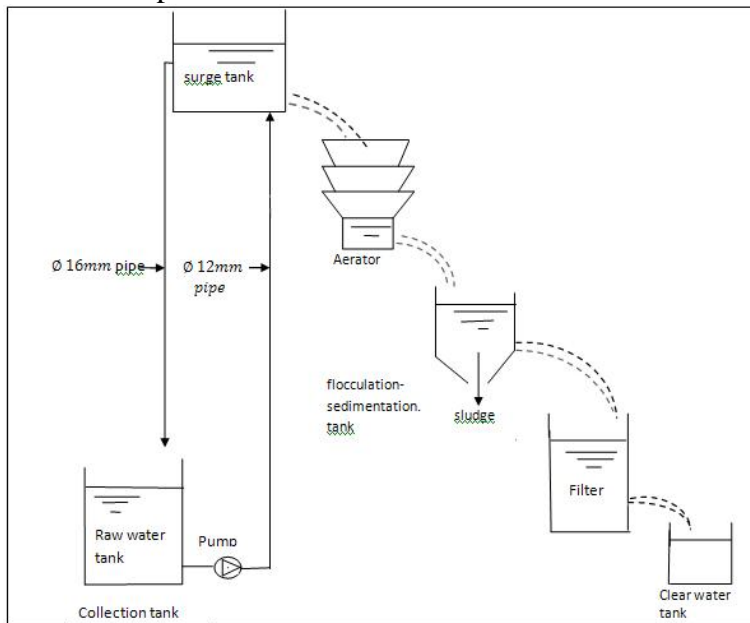 surge tank
Ø 16mm pipe
Ø 12mm
pipe
Aerator
flocculation-
sedimentation.
tank
sludge
Filter
Raw water
tank
Pump
Collection tank
Clear water
tank